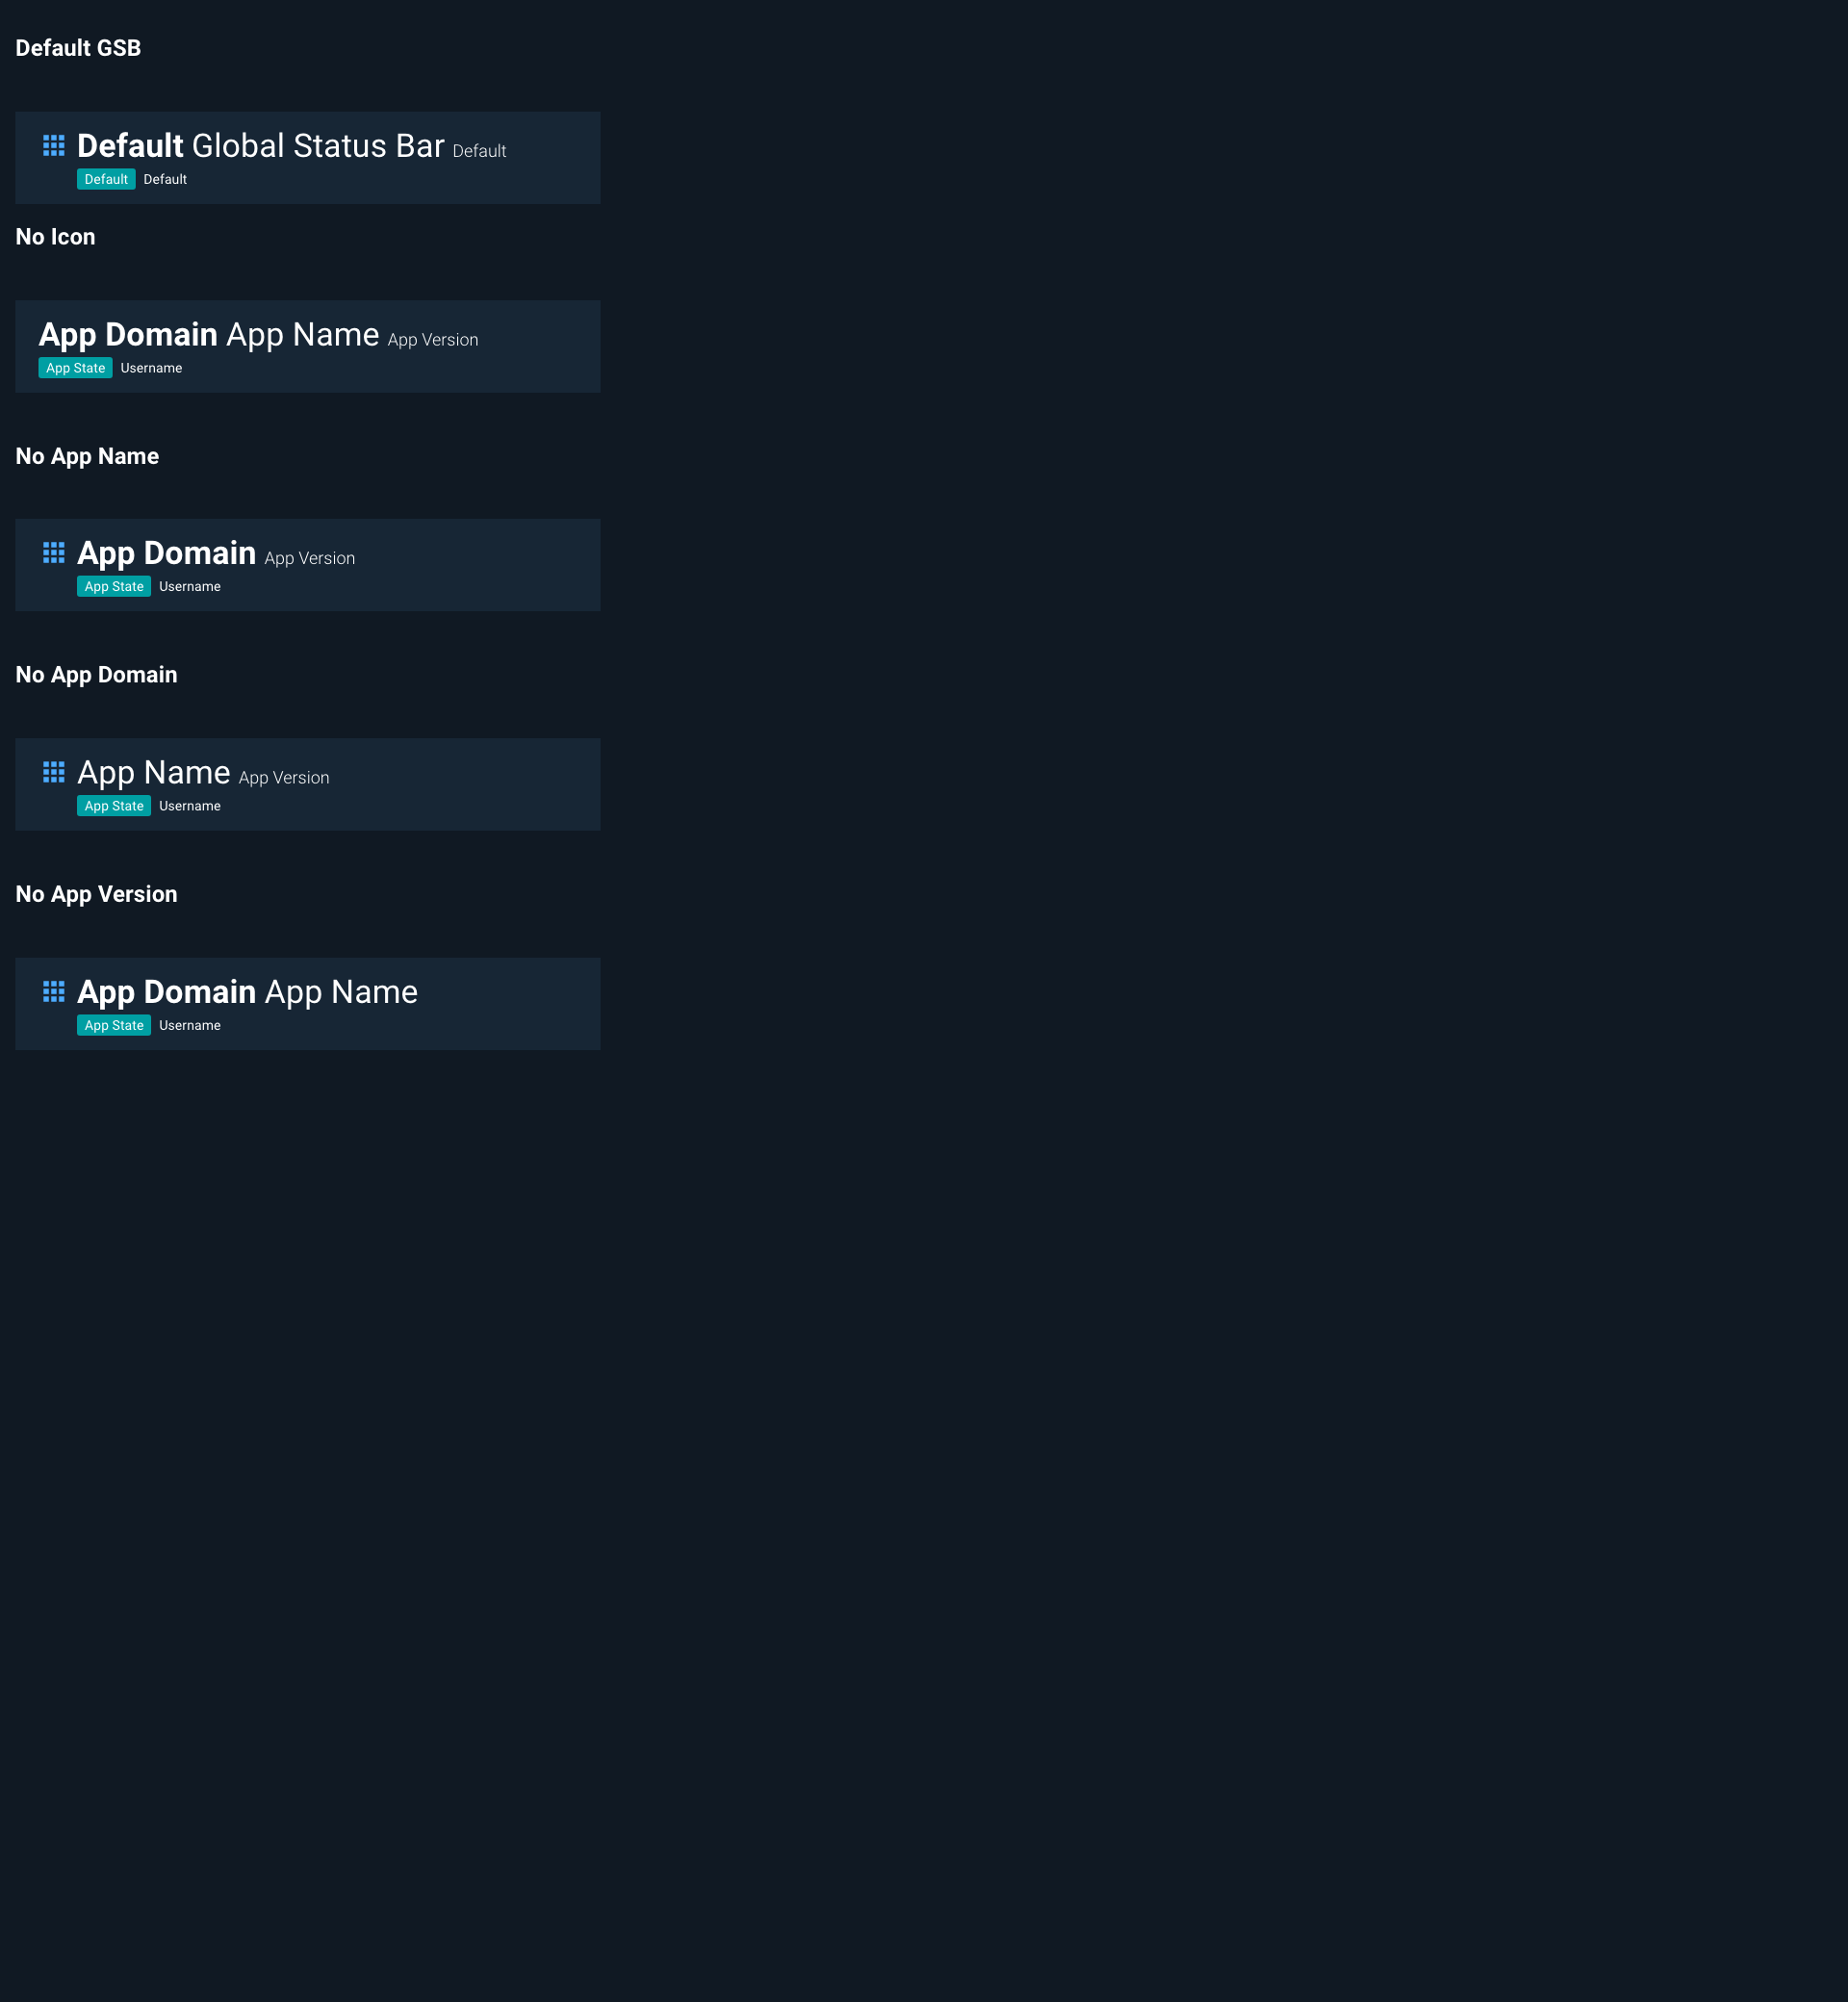 Default GSB
Default Global Status Bar Default
Default Default
No Icon
App Domain App Name App Version
App State Username
No App Name
App Domain App Version
App State Username
No App Domain
App Name App Version
App State Username
No App Version
App Domain App Name
App State Username